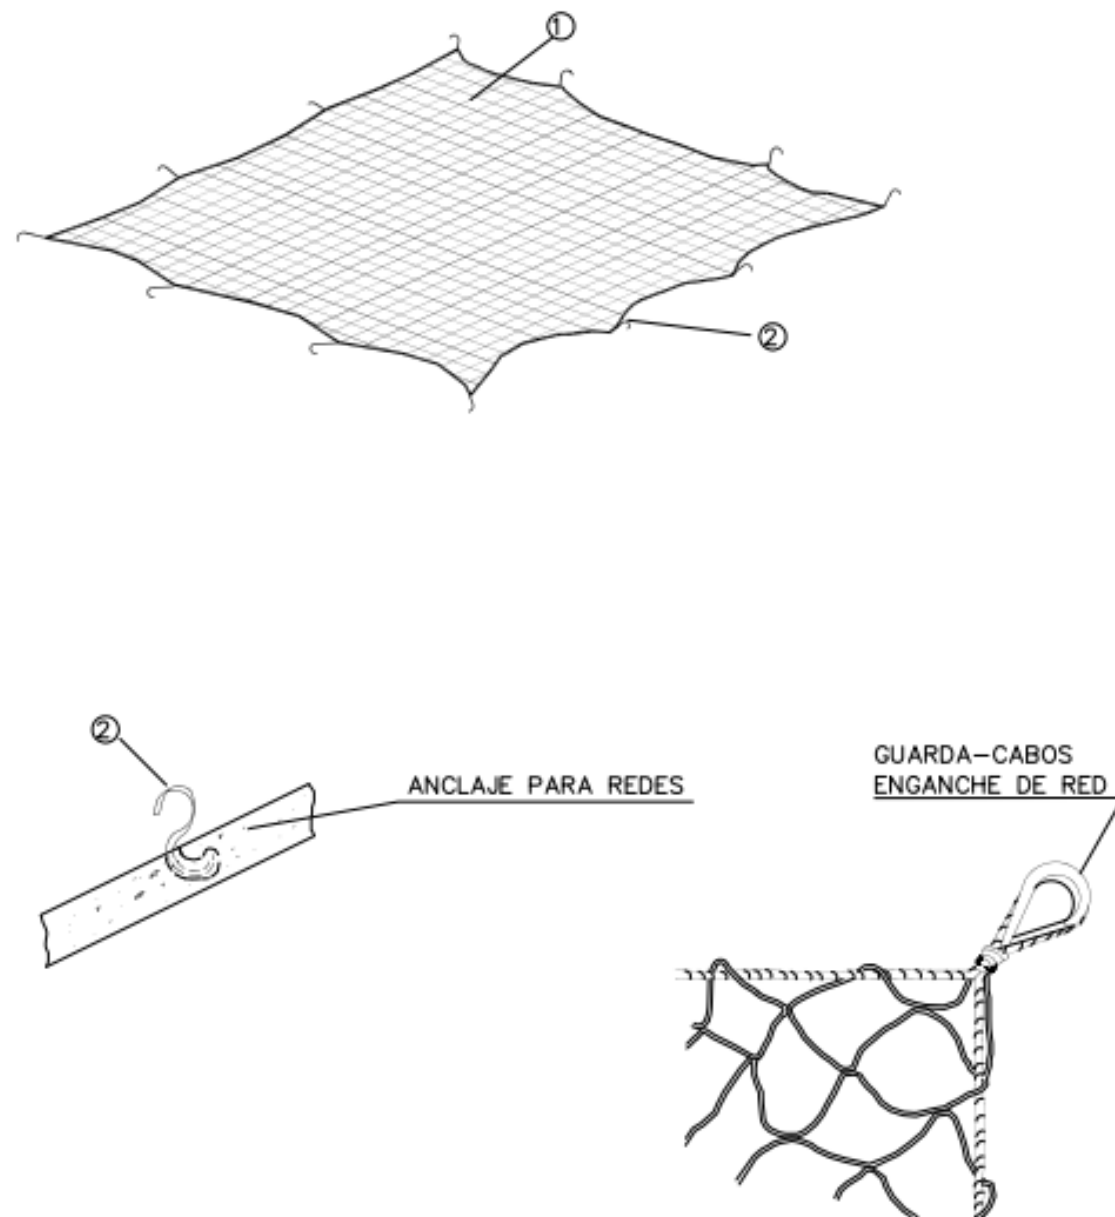 1
2
2
ANCLAJE PARA REDES
GUARDA-CABOS
ENGANCHE DE RED